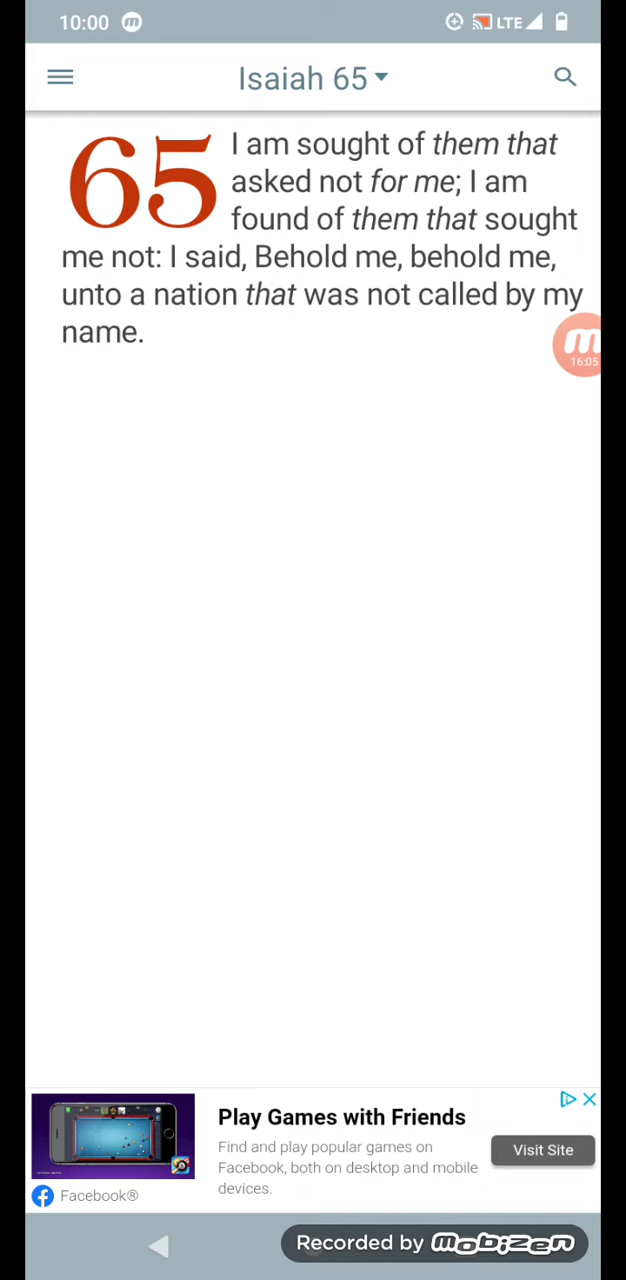 10:00
LTE
Isaiah 65
65 I am sought of them that
asked not for me; I am
found of them that sought
me not: I said, Behold me, behold me,
unto a nation that was not called by my
name.
16:05
Play Games with Friends
Find and play popular games on
Facebook, both on desktop and mobile
devices.
Visit Site
Facebook®
Recorded by mobizen